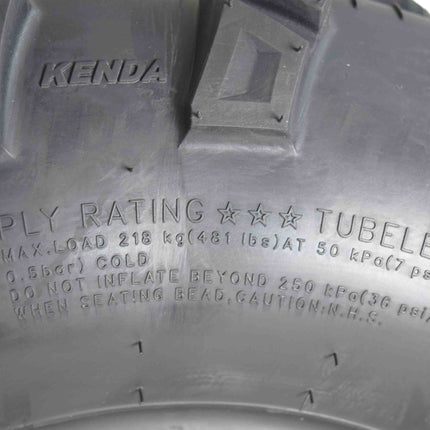 KENDA
PLY RATING ☆☆☆ TUBELE
MAX.LOAD 218 kg(481 lbs)AT 50 kPa(7 ps
0.5bar) COLD
DO NOT INFLATE BEYOND 250 kPa(36 psi/
WHEN SEATING BEAD,CAUTION:N.H.S.